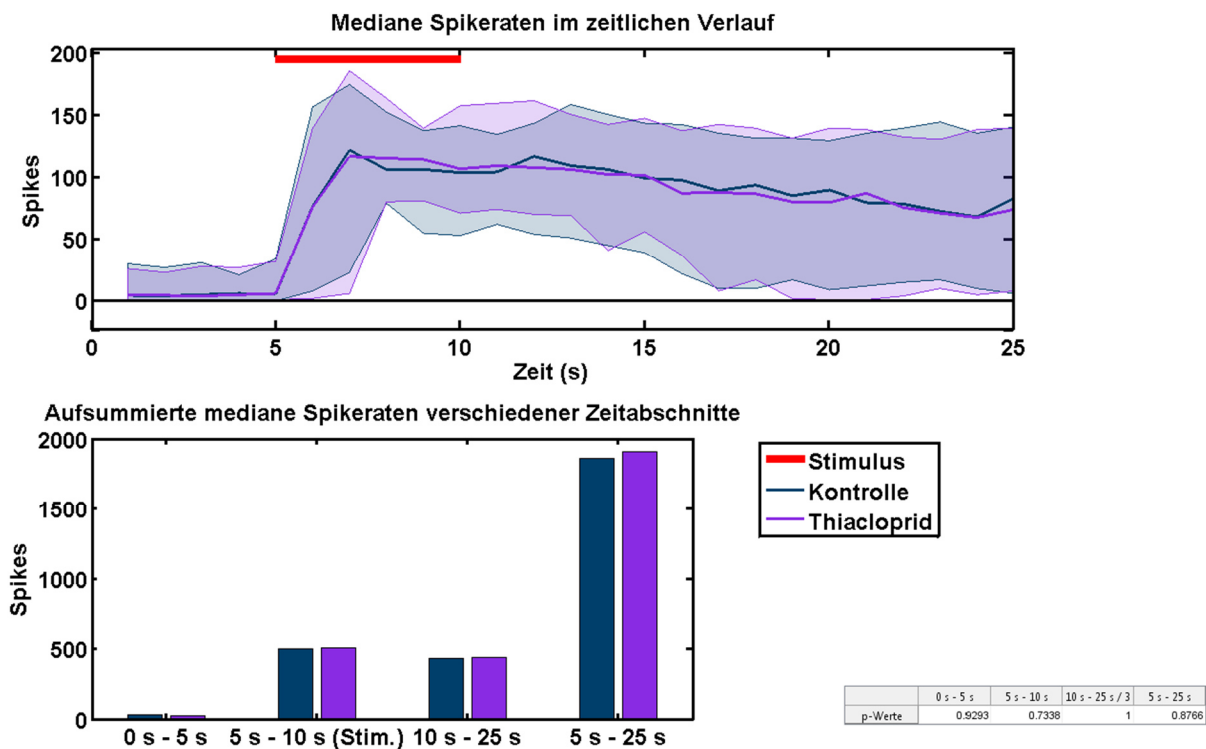 Mediane Spikeraten im zeitlichen Verlauf
200
150
100
50
0
Spikes
0 5 10 15 20 25
Zeit (s)
Aufsummierte mediane Spikeraten verschiedener Zeitabschnitte
2000
1500
1000
500
0
Spikes
0 s - 5 s 5 s - 10 s (Stim.) 10 s - 25 s 5 s - 25 s
Stimulus
Kontrolle
Thiacloprid
0 s - 5 s 5 s - 10 s 10 s - 25 s / 3 5 s - 25 s
p-Werte 0.9293 0.7338 1 0.8766